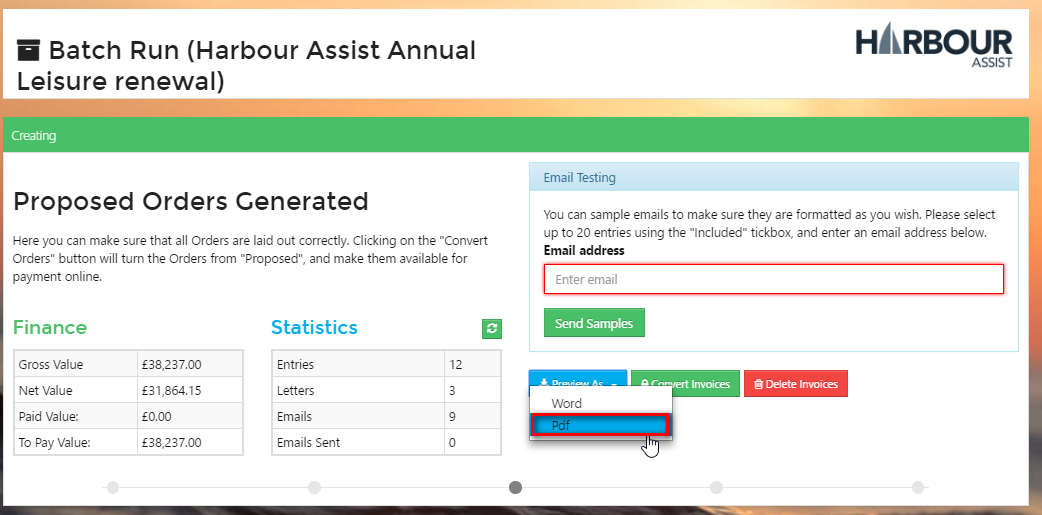 Batch Run (Harbour Assist Annual
Leisure renewal)
HARBOUR
ASSIST
Creating
Proposed Orders Generated
Here you can make sure that all Orders are laid out correctly. Clicking on the "Convert
Orders" button will turn the Orders from "Proposed", and make them available for
payment online.
Finance
Gross Value £38,237.00
Net Value £31,864.15
Paid Value: £0.00
To Pay Value: £38,237.00
Statistics
Entries 12
Letters 3
Emails 9
Emails Sent 0
Email Testing
You can sample emails to make sure they are formatted as you wish. Please select
up to 20 entries using the "Included" tickbox, and enter an email address below.
Email address
Enter email
Send Samples
Preview As Convert Invoices Delete Invoices
Word
Pdf